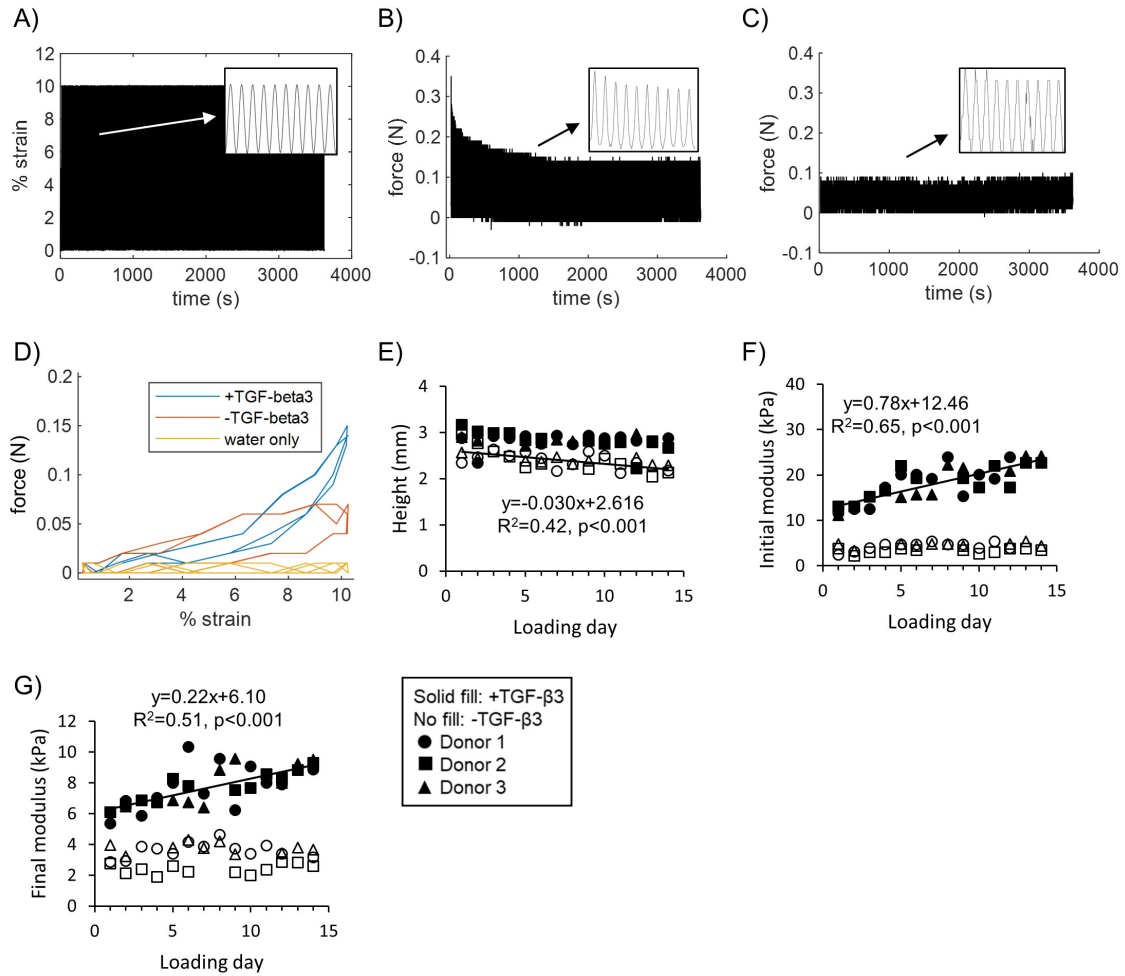 A)
12
10
8
6
4
2
0
% strain
0 1000 2000 3000 4000
time (s)
B)
0.4
0.3
0.2
0.1
0
-0.1
force (N)
0 1000 2000 3000 4000
time (s)
C)
0.4
0.3
0.2
0.1
0
-0.1
force (N)
0 1000 2000 3000 4000
time (s)
D)
0.2
0.15
0.1
0.05
0
force (N)
+TGF-beta3
-TGF-beta3
water only
2 4 6 8 10
% strain
E)
4
3
2
1
0
Height (mm)
y=-0.030x+2.616
R²=0.42, p<0.001
0 5 10 15
Loading day
F)
40
30
20
10
0
Initial modulus (kPa)
y=0.78x+12.46
R²=0.65, p<0.001
0 5 10 15
Loading day
G)
y=0.22x+6.10
R²=0.51, p<0.001
12
10
8
6
4
2
0
Final modulus (kPa)
0 5 10 15
Loading day
Solid fill: +TGF-β3
No fill: -TGF-β3
Donor 1
Donor 2
Donor 3